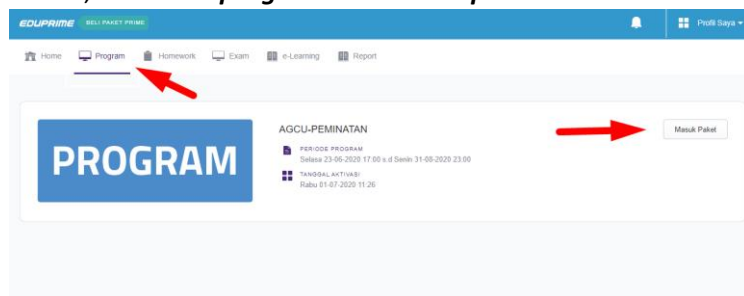 EDUPRIME BELI PAKET PRIME Profil Saya
Home Program Homework Exam e-Learning Report
PROGRAM
AGCU-PEMINATAN
Masuk Paket
PERIODE PROGRAM
Selasa 23-06-2020 17:00 s.d Senin 31-08-2020 23:00
TANGGAL AKTIVASI
Rabu 01-07-2020 11:26